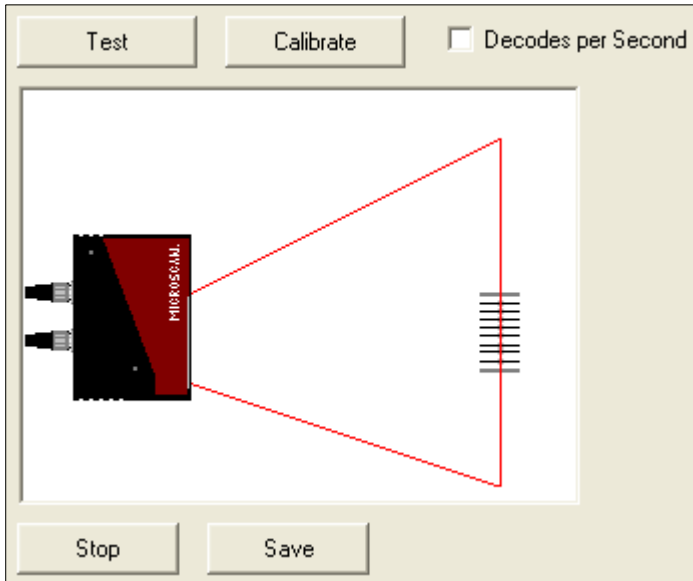 Test
Calibrate
Decodes per Second
MICROSCAN.
Stop
Save